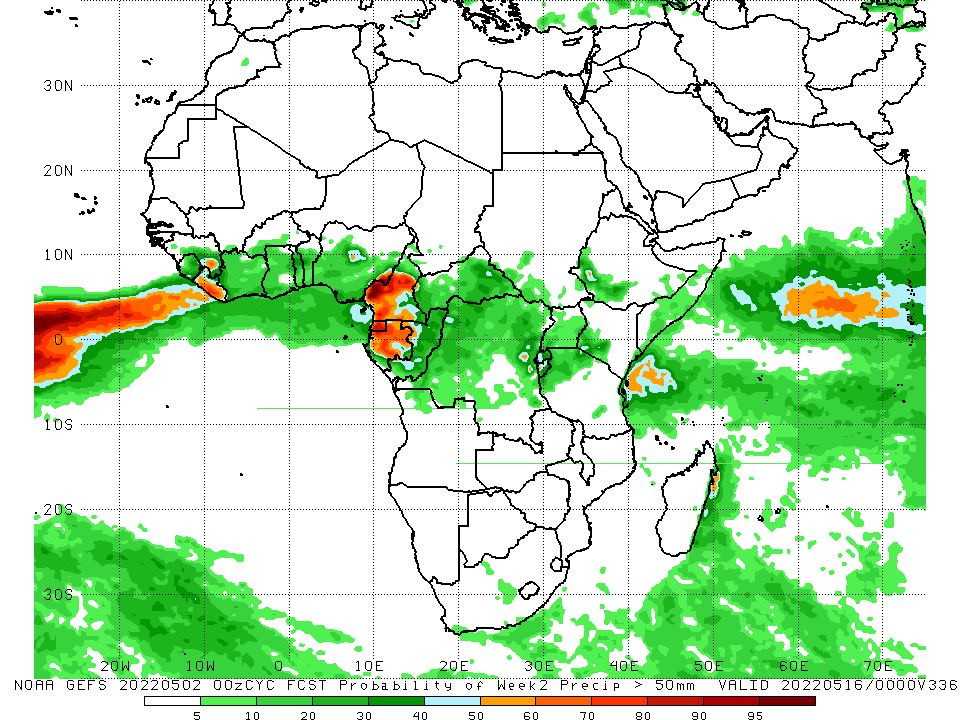 30N
20N
10N
0
10S
20S
30S
20W 10W 0 10E 20E 30E 40E 50E 60E 70E
NOAA GEFS 20220502 00zCYC FCST Probability of Week2 Precip > 50mm VALID 20220516/0000V336
5 10 20 30 40 50 60 70 80 90 95